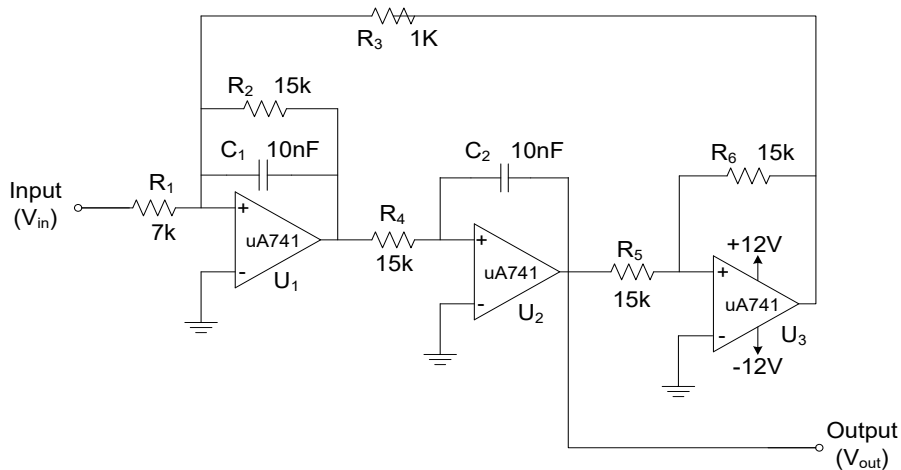 R3 1K
R2 15k
C1 10nF
C2 10nF
R6 15k
Input
(Vin)
R1
7k
+
-
uA741
U1
R4
15k
+
-
uA741
U2
R5
15k
+12V
+
-
uA741
U3
-12V
Output
(Vout)